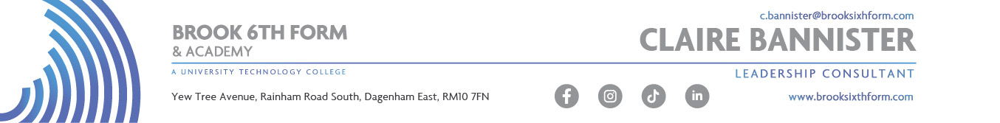 BROOK 6TH FORM
& ACADEMY
A UNIVERSITY TECHNOLOGY COLLEGE
Yew Tree Avenue, Rainham Road South, Dagenham East, RM10 7FN
c.bannister@brooksixhform.com
CLAIRE BANNISTER
LEADERSHIP CONSULTANT
www.brooksixthform.com